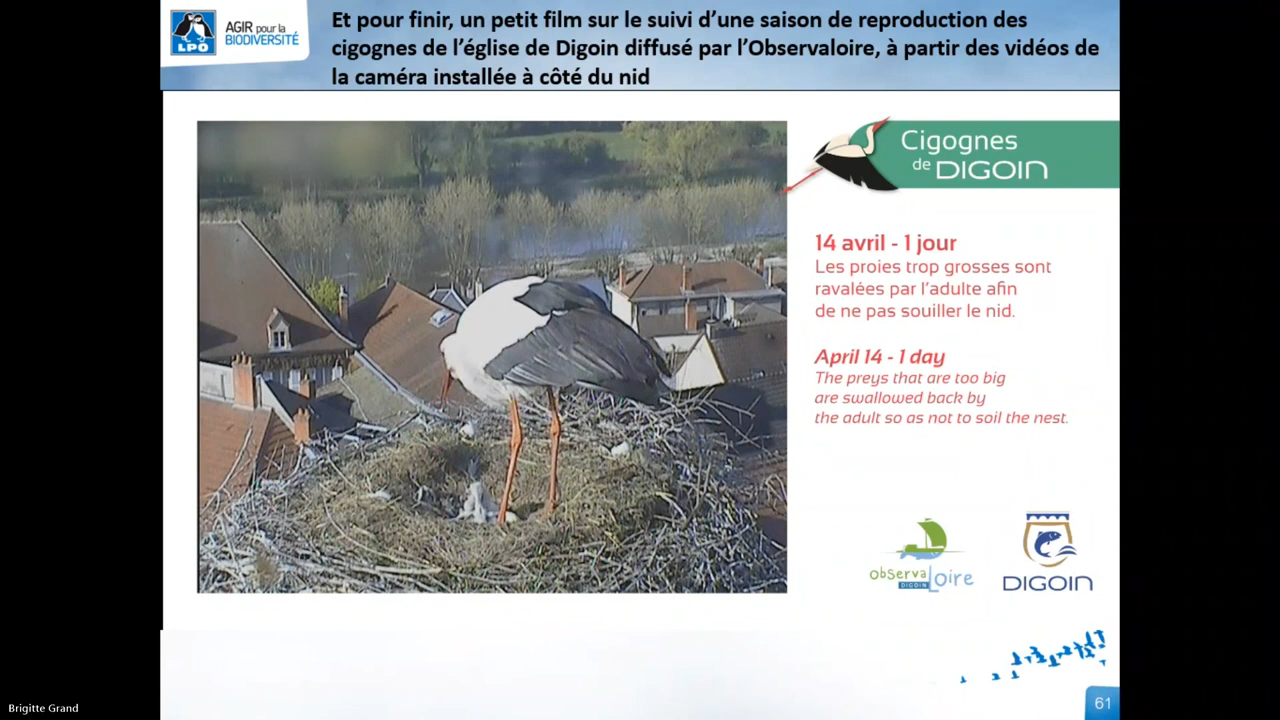 LPO
AGIR pour la
BIODIVERSITÉ
Et pour finir, un petit film sur le suivi d’une saison de reproduction des
cigognes de l’église de Digoin diffusé par l’Observaloire, à partir des vidéos de
la caméra installée à côté du nid
Cigognes
de DIGOIN
14 avril - 1 jour
Les proies trop grosses sont
ravalées par l’adulte afin
de ne pas souiller le nid.
April 14 - 1 day
The preys that are too big
are swallowed back by
the adult so as not to soil the nest.
observa
DIGOIN
Loire
DIGOIN
61
Brigitte Grand